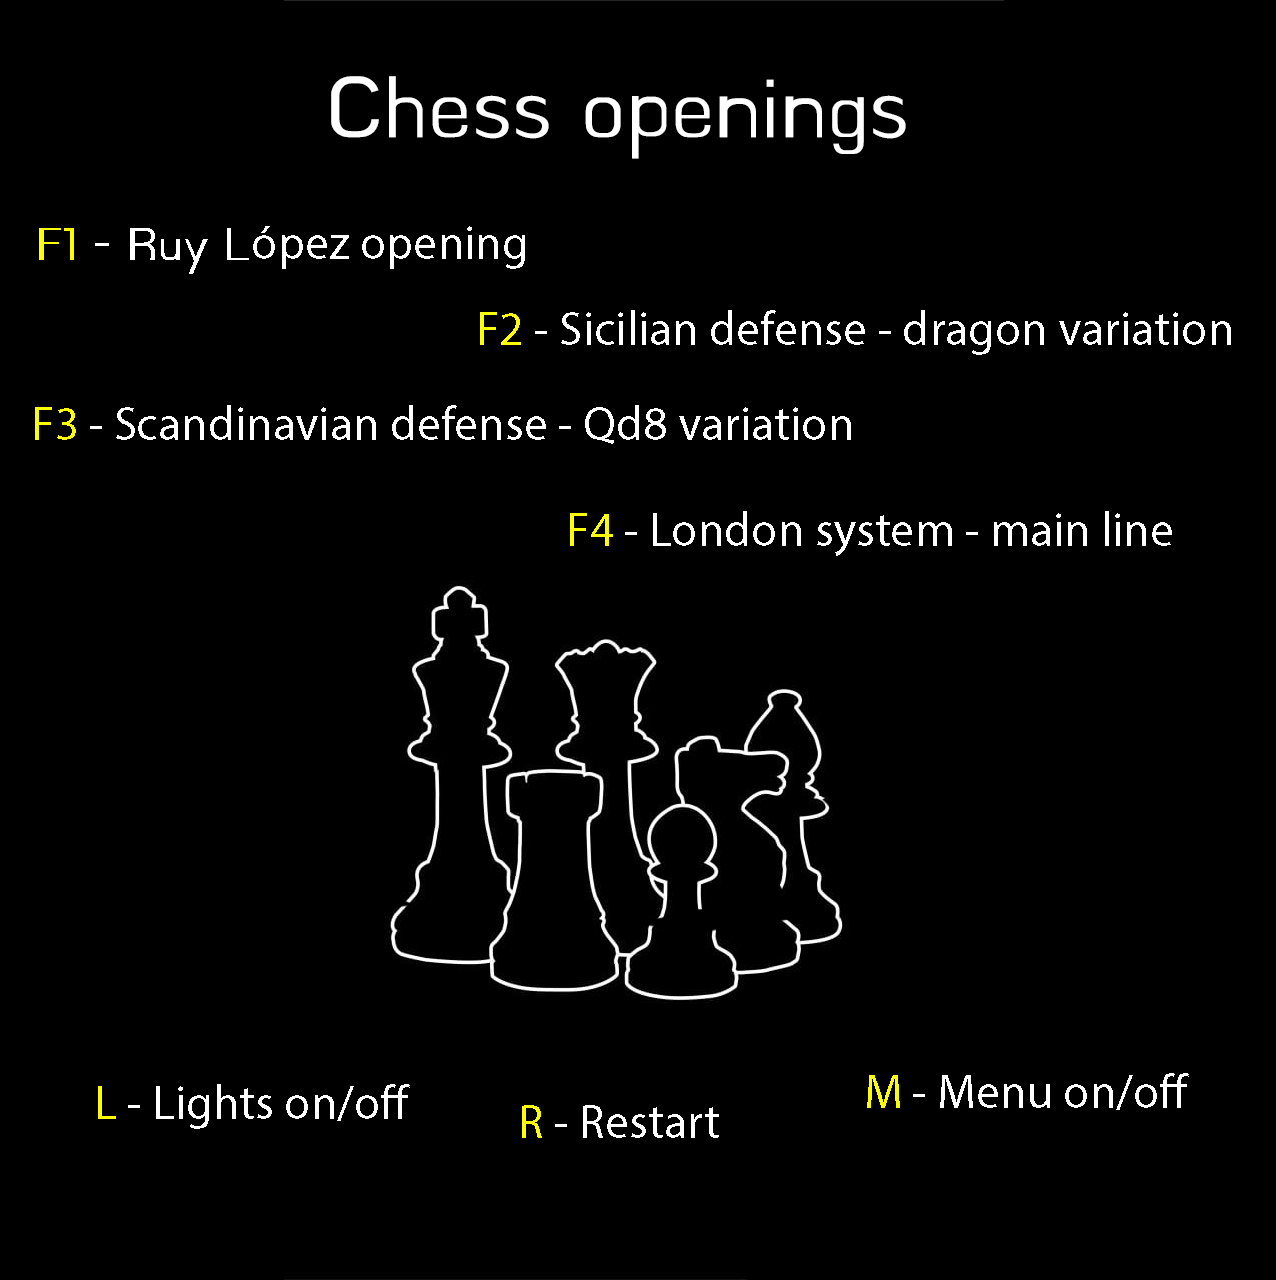 Chess openings
F1 - Ruy López opening
F2 - Sicilian defense - dragon variation
F3 - Scandinavian defense - Qd8 variation
F4 - London system - main line
L - Lights on/off
R - Restart
M - Menu on/off